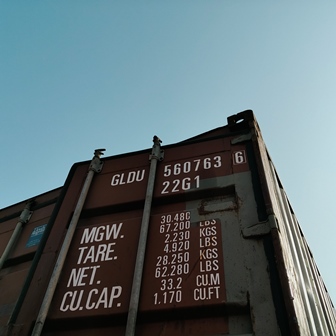 GLDU 560763 6
22G1
MGW. 30.480
67.200 LBS
TARE. 2.230 KGS
4.920 LBS
NET. 28.250 KGS
62.280 LBS
CU.CAP. 33.2 CU.M
1.170 CU.FT